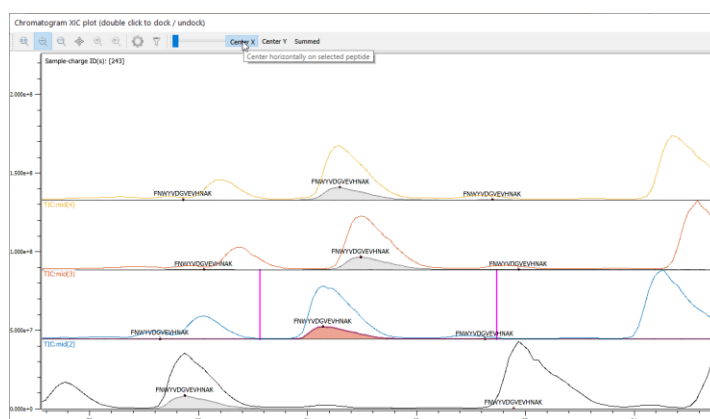 Chromatogram XIC plot (double click to dock / undock)
Center X Center Y Summed
Center horizontally on selected peptide
Sample-charge ID(s): [243]
2.000e+8
1.500e+8
FNWYVDGVEVHNAK
FNWYVDGVEVHNAK
FNWYVDGVEVHNAK
TIC:mid(4)
1.000e+8
FNWYVDGVEVHNAK
FNWYVDGVEVHNAK
FNWYVDGVEVHNAK
TIC:mid(3)
5.000e+7
FNWYVDGVEVHNAK
FNWYVDGVEVHNAK
FNWYVDGVEVHNAK
TIC:mid(2)
FNWYVDGVEVHNAK
FNWYVDGVEVHNAK
0.000e+0